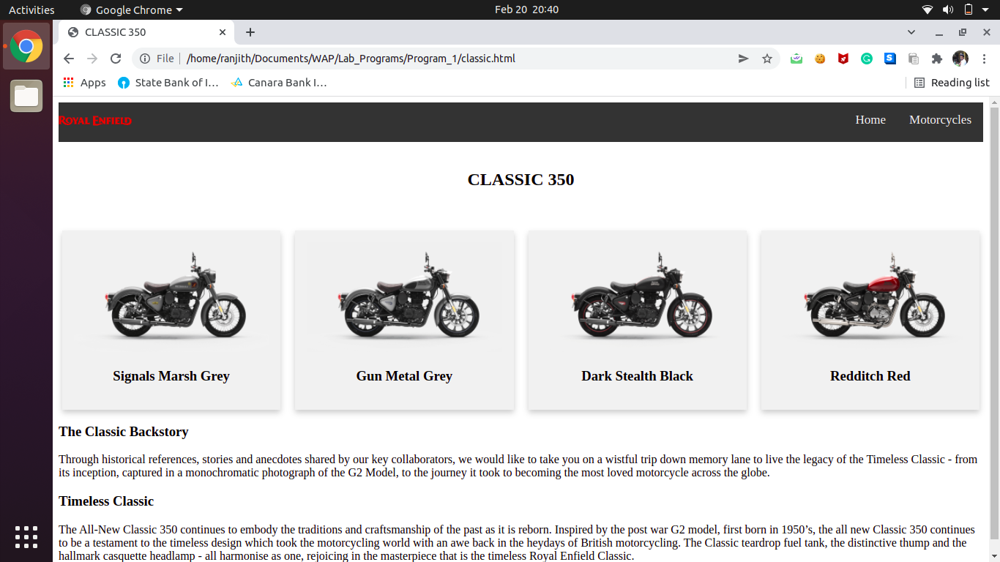 Activities Google Chrome Feb 20 20:40
CLASSIC 350
File /home/ranjith/Documents/WAP/Lab_Programs/Program_1/classic.html
Apps State Bank of I... Canara Bank I... Reading list
ROYAL ENFIELD Home Motorcycles
CLASSIC 350
Signals Marsh Grey Gun Metal Grey Dark Stealth Black Redditch Red
The Classic Backstory
Through historical references, stories and anecdotes shared by our key collaborators, we would like to take you on a wistful trip down memory lane to live the legacy of the Timeless Classic - from
its inception, captured in a monochromatic photograph of the G2 Model, to the journey it took to becoming the most loved motorcycle across the globe.
Timeless Classic
The All-New Classic 350 continues to embody the traditions and craftsmanship of the past as it is reborn. Inspired by the post war G2 model, first born in 1950’s, the all new Classic 350 continues
to be a testament to the timeless design which took the motorcycling world with an awe back in the heydays of British motorcycling. The Classic teardrop fuel tank, the distinctive thump and the
hallmark casquette headlamp - all harmonise as one, rejoicing in the masterpiece that is the timeless Royal Enfield Classic.